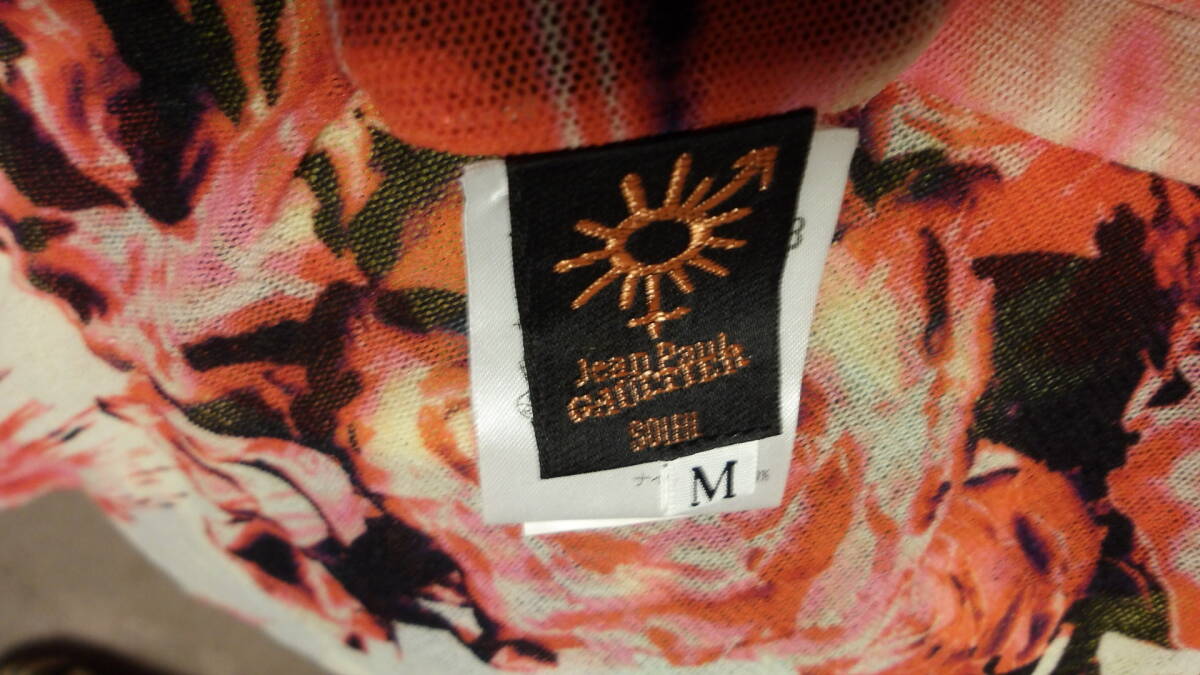 Jean Paul
GAULTIER
SOLEIL
M